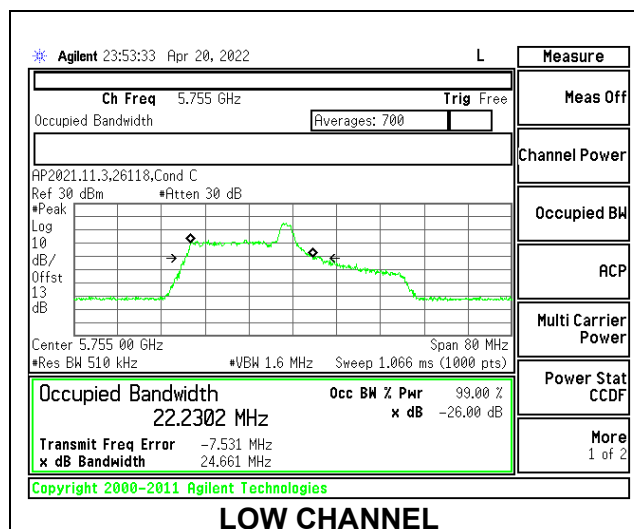 Agilent 23:53:33 Apr 20, 2022 L
Measure
Ch Freq 5.755 GHz Trig Free
Meas Off
Occupied Bandwidth Averages: 700
Channel Power
AP2021.11.3,26118,Cond C
Ref 30 dBm #Atten 30 dB
#Peak
Log
10
dB/
Offst
13
dB
Occupied BW
ACP
Center 5.755 00 GHz Span 80 MHz
#Res BW 510 kHz #VBW 1.6 MHz Sweep 1.066 ms (1000 pts)
Multi Carrier
Power
Occupied Bandwidth Occ BW % Pwr 99.00 %
22.2302 MHz x dB -26.00 dB
Power Stat
CCDF
Transmit Freq Error -7.531 MHz
x dB Bandwidth 24.661 MHz
More
1 of 2
Copyright 2000-2011 Agilent Technologies
LOW CHANNEL